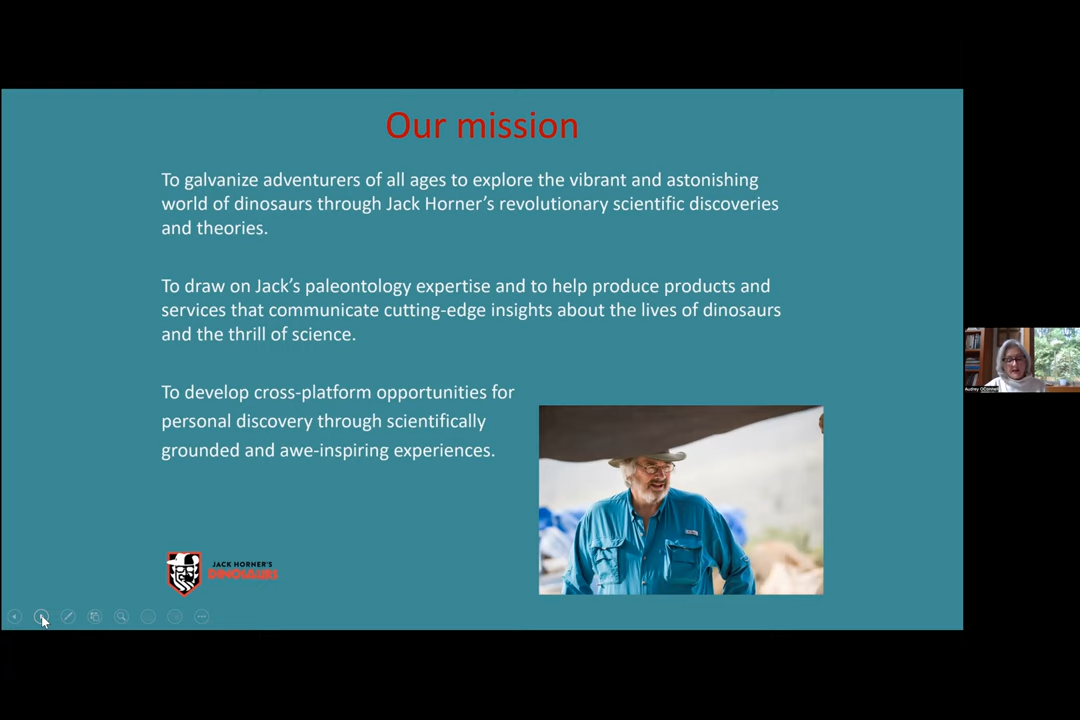 Our mission
To galvanize adventurers of all ages to explore the vibrant and astonishing
world of dinosaurs through Jack Horner’s revolutionary scientific discoveries
and theories.
To draw on Jack’s paleontology expertise and to help produce products and
services that communicate cutting-edge insights about the lives of dinosaurs
and the thrill of science.
To develop cross-platform opportunities for
personal discovery through scientifically
grounded and awe-inspiring experiences.
JACK HORNER'S
DINOSAURS
Audrey OConnell